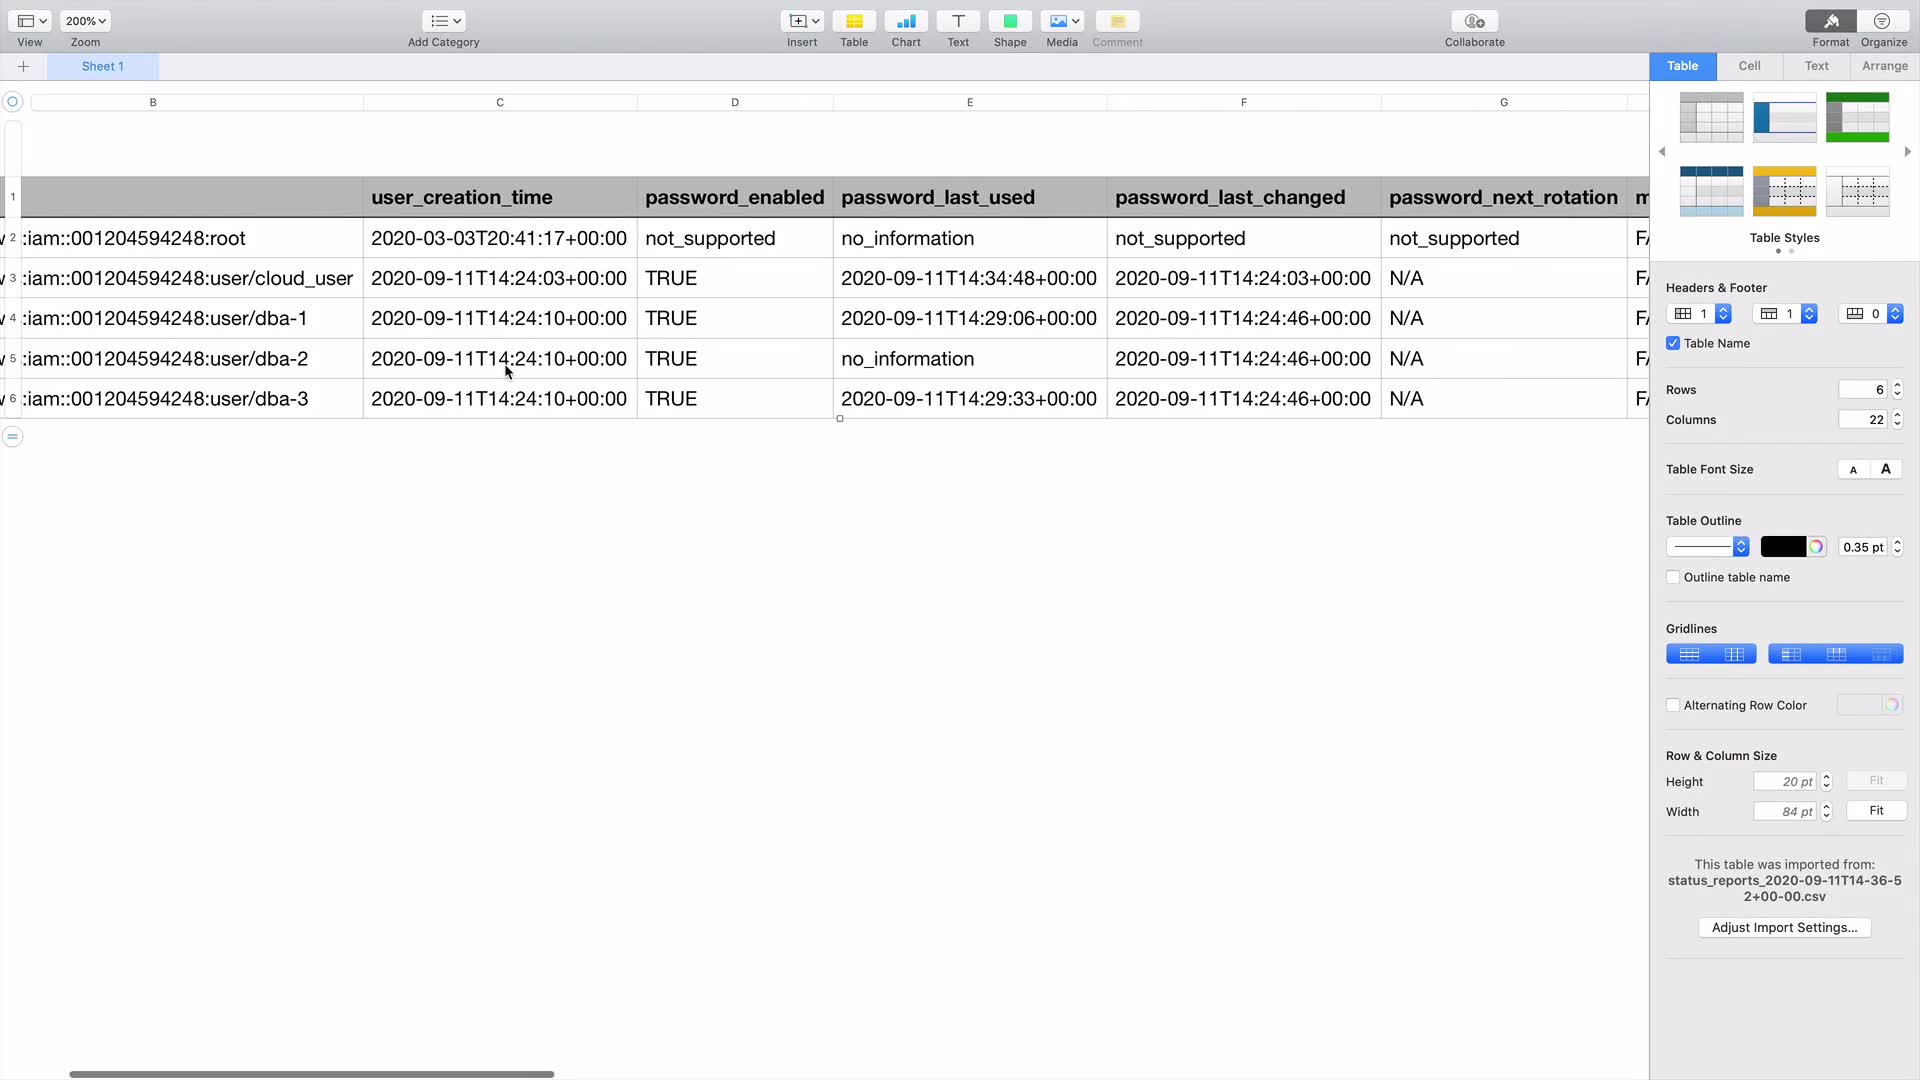 200%
View
Zoom
Add Category
Insert
Table
Chart
Text
Shape
Media
Comment
Collaborate
Format
Organize
Sheet 1
Table
Cell
Text
Arrange
B
C
D
E
F
G
1
user_creation_time
password_enabled
password_last_used
password_last_changed
password_next_rotation
m
2
:iam::001204594248:root
2020-03-03T20:41:17+00:00
not_supported
no_information
not_supported
not_supported
FA
3
:iam::001204594248:user/cloud_user
2020-09-11T14:24:03+00:00
TRUE
2020-09-11T14:34:48+00:00
2020-09-11T14:24:03+00:00
N/A
FA
4
:iam::001204594248:user/dba-1
2020-09-11T14:24:10+00:00
TRUE
2020-09-11T14:29:06+00:00
2020-09-11T14:24:46+00:00
N/A
FA
5
:iam::001204594248:user/dba-2
2020-09-11T14:24:10+00:00
TRUE
no_information
2020-09-11T14:24:46+00:00
N/A
FA
6
:iam::001204594248:user/dba-3
2020-09-11T14:24:10+00:00
TRUE
2020-09-11T14:29:33+00:00
2020-09-11T14:24:46+00:00
N/A
FA
Table Styles
Headers & Footer
1
1
0
Table Name
Rows
6
Columns
22
Table Font Size
A
A
Table Outline
0.35 pt
Outline table name
Gridlines
Alternating Row Color
Row & Column Size
Height
20 pt
Fit
Width
84 pt
Fit
This table was imported from:
status_reports_2020-09-11T14-36-5
2+00-00.csv
Adjust Import Settings...